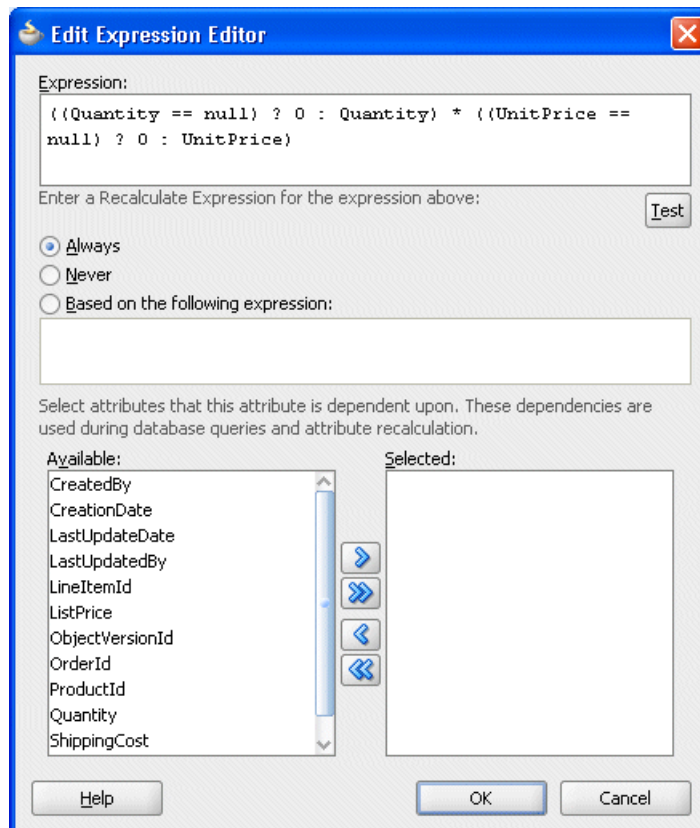 Edit Expression Editor
Expression:
((Quantity == null) ? 0 : Quantity) * ((UnitPrice ==
null) ? 0 : UnitPrice)
Enter a Recalculate Expression for the expression above:
Test
Always
Never
Based on the following expression:
Select attributes that this attribute is dependent upon. These dependencies are
used during database queries and attribute recalculation.
Available:
Selected:
CreatedBy
CreationDate
LastUpdateDate
LastUpdatedBy
LineItemId
ListPrice
ObjectVersionId
OrderId
ProductId
Quantity
ShippingCost
Help
OK
Cancel